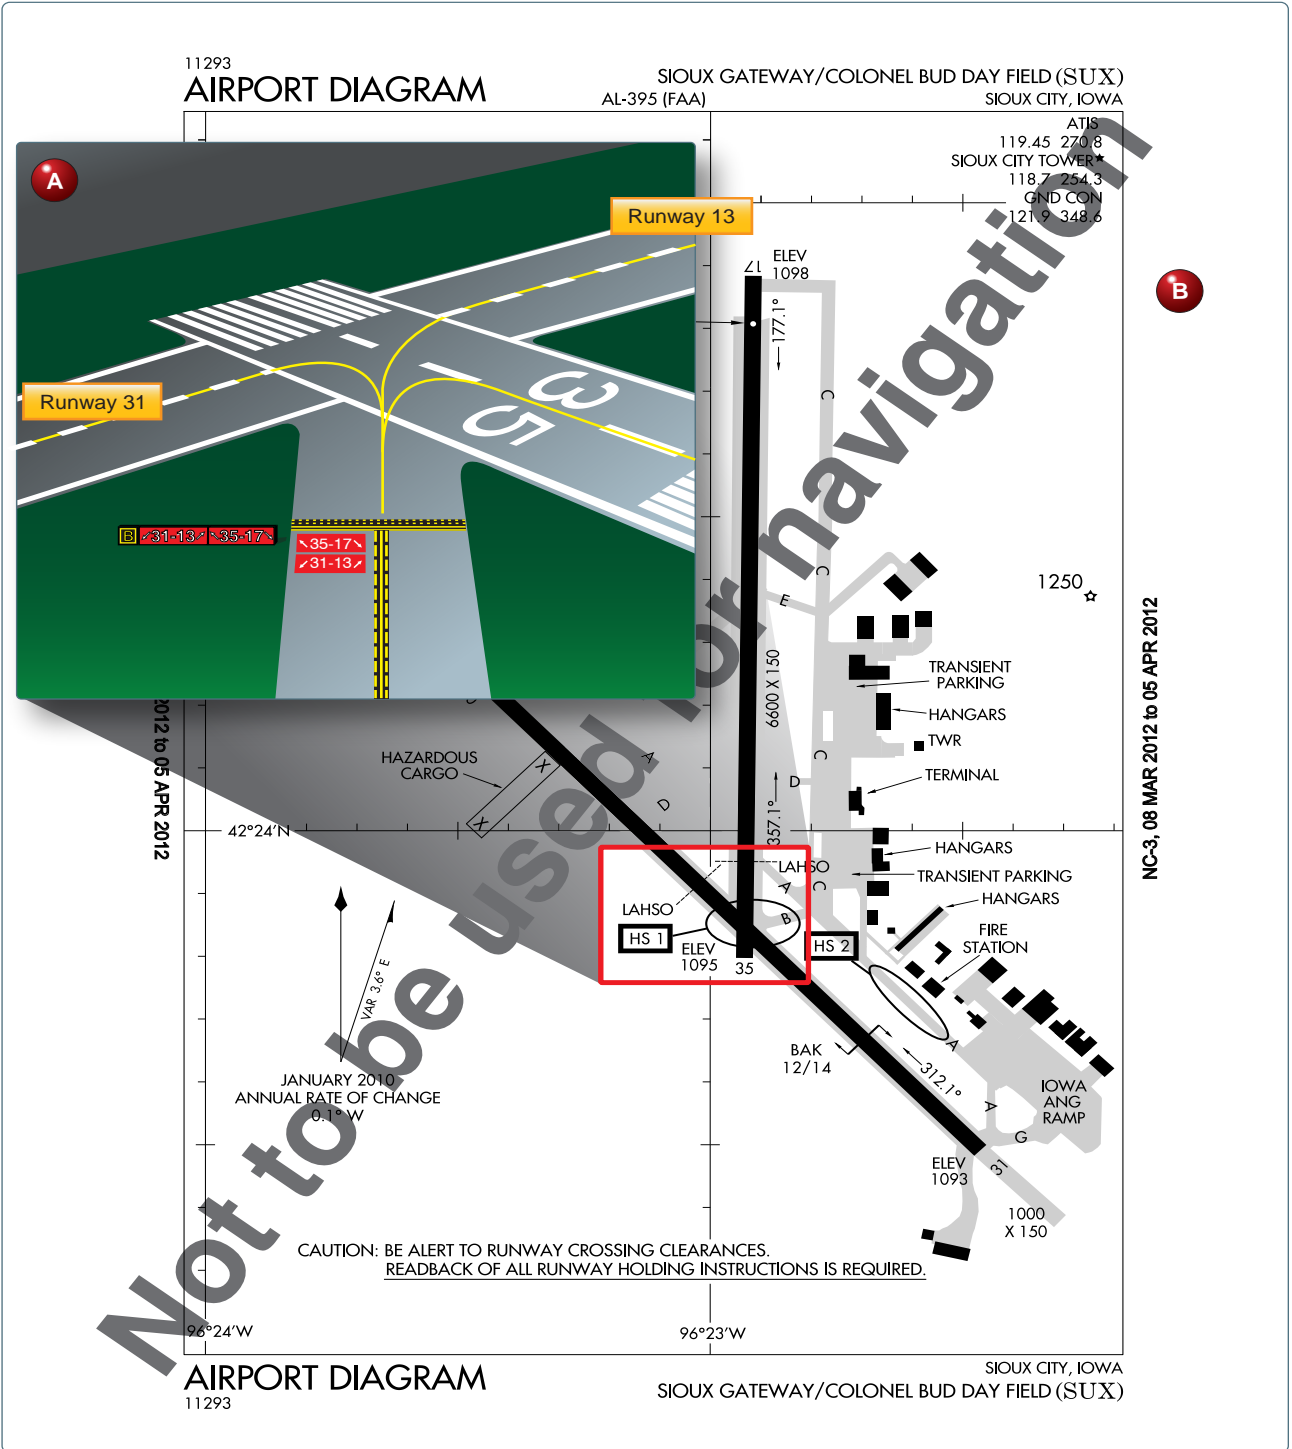 11293
AIRPORT DIAGRAM
SIOUX GATEWAY/COLONEL BUD DAY FIELD (SUX)
AL-395 (FAA)
SIOUX CITY, IOWA
ATIS
119.45 270.8
SIOUX CITY TOWER★
118.7 254.3
GND CON
121.9 348.6
A
Runway 13
Runway 31
35
B 31-13 35-17
35-17
31-13
B
17
ELEV
1098
177.1°
C
C
E
1250
6600 X 150
TRANSIENT
PARKING
HANGARS
TWR
C
D
TERMINAL
357.1°
HAZARDOUS
CARGO
X
X
A
D
D
42°24'N
HANGARS
LAHSO
TRANSIENT PARKING
A
C
HANGARS
LAHSO
B
HS 1
ELEV
1095
35
HS 2
FIRE
STATION
VAR 3.6° E
JANUARY 2010
ANNUAL RATE OF CHANGE
0.1° W
BAK
12/14
A
312.1°
IOWA
ANG
RAMP
A
G
ELEV
1093
31
1000
X 150
CAUTION: BE ALERT TO RUNWAY CROSSING CLEARANCES.
READBACK OF ALL RUNWAY HOLDING INSTRUCTIONS IS REQUIRED.
96°24'W
96°23'W
2012 to 05 APR 2012
NC-3, 08 MAR 2012 to 05 APR 2012
Not to be used for navigation
AIRPORT DIAGRAM
11293
SIOUX CITY, IOWA
SIOUX GATEWAY/COLONEL BUD DAY FIELD (SUX)